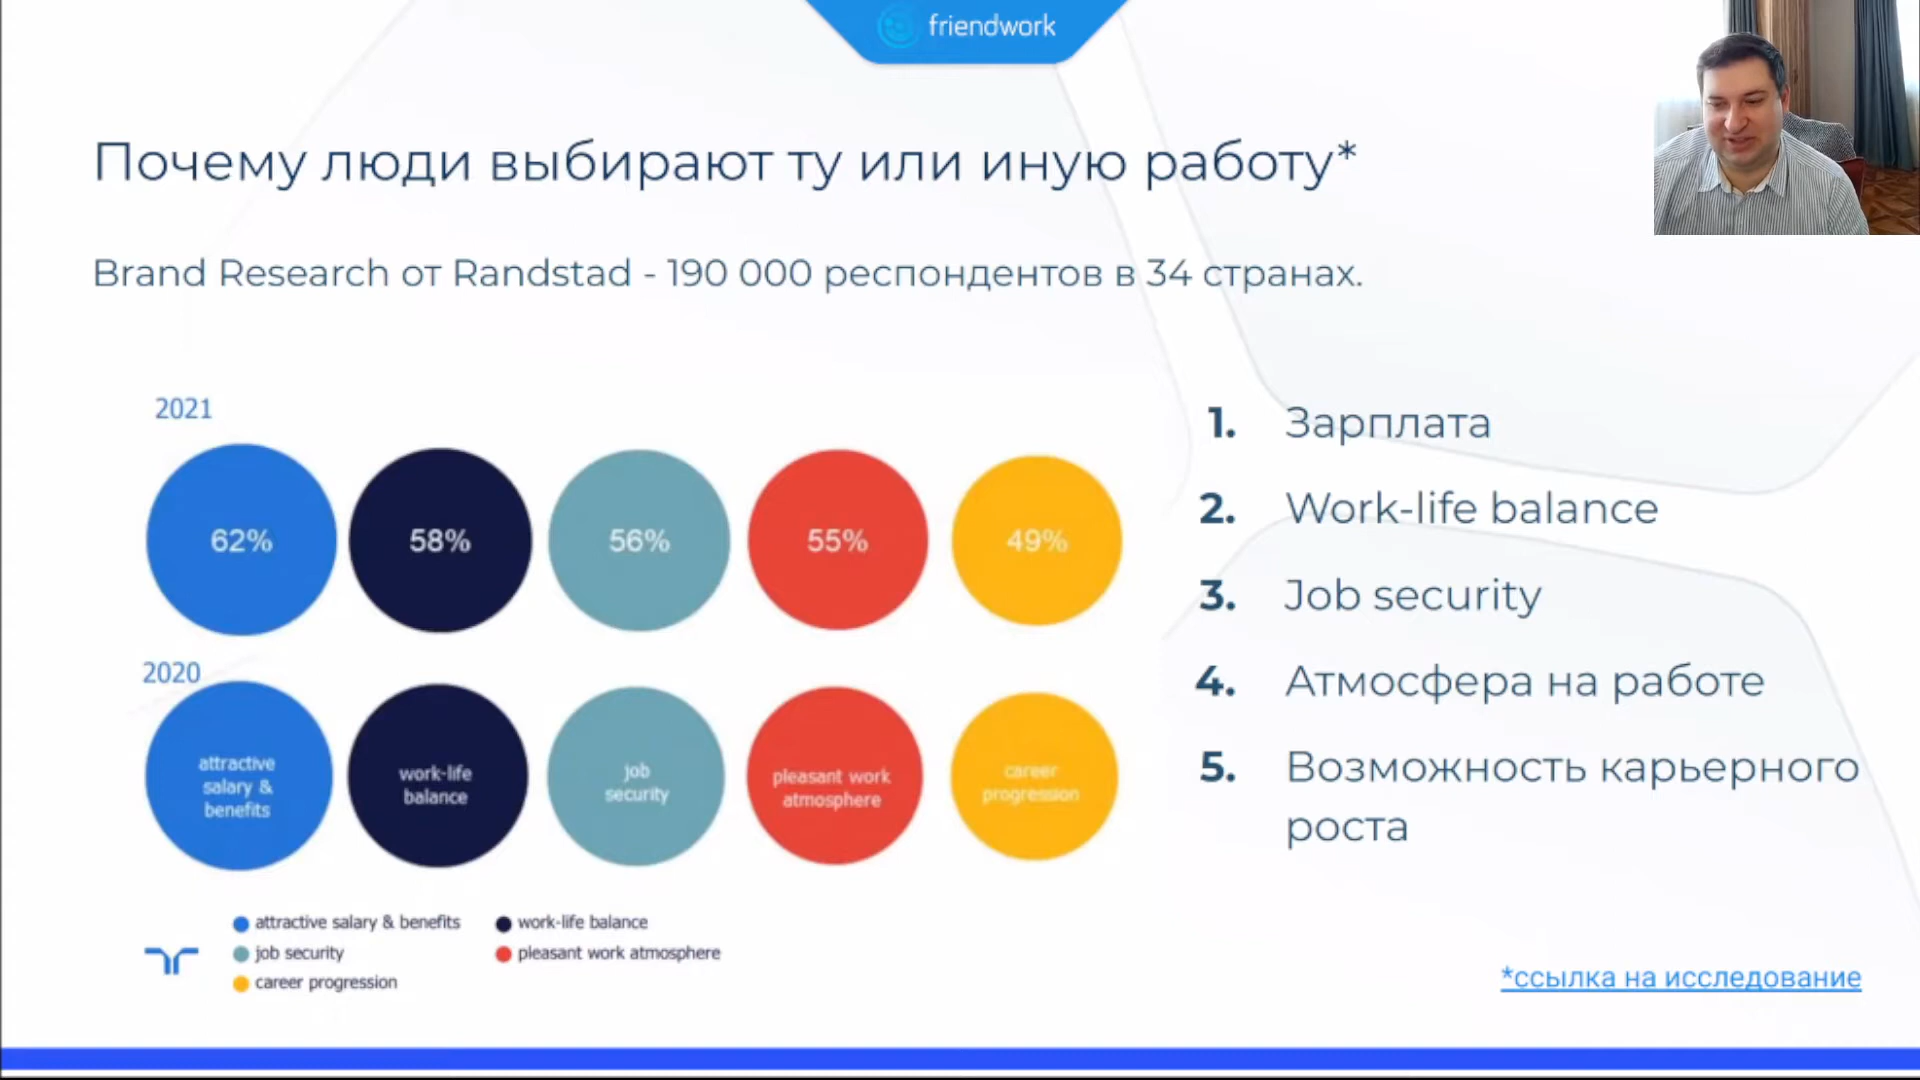 friendwork
Почему люди выбирают ту или иную работу*
Brand Research от Randstad - 190 000 респондентов в 34 странах.
2021
62%
58%
56%
55%
49%
2020
attractive
salary &
benefits
work-life
balance
job
security
pleasant work
atmosphere
career
progression
attractive salary & benefits
work-life balance
job security
pleasant work atmosphere
career progression
1. Зарплата
2. Work-life balance
3. Job security
4. Атмосфера на работе
5. Возможность карьерного
роста
*ссылка на исследование